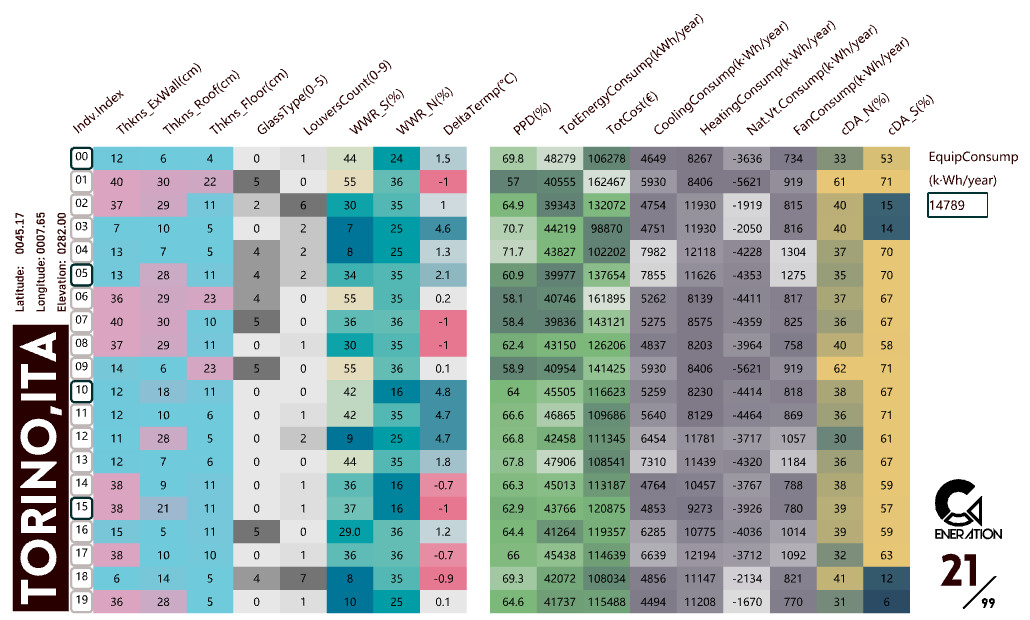 Indv.Index Thkns_ExWall(cm) Thkns_Roof(cm) Thkns_Floor(cm) GlassType(0-5) LouversCount(0-9) WWR_S(%) WWR_N(%) DeltaTermp(°C) PPD(%) TotEnergyConsump(kWh/year) TotCost(€) CoolingConsump(k·Wh/year) HeatingConsump(k·Wh/year) Nat.Vt.Consump(k·Wh/year) FanConsump(k·Wh/year) cDA_N(%) cDA_S(%)
00 12 6 4 0 1 44 24 1.5 69.8 48279 106278 4649 8267 -3636 734 33 53
01 40 30 22 5 0 55 36 -1 57 40555 162467 5930 8406 -5621 919 61 71
02 37 29 11 2 6 30 35 1 64.9 39343 132072 4754 11930 -1919 815 40 15
03 7 10 5 0 2 7 25 4.6 70.7 44219 98870 4751 11930 -2050 816 40 14
04 13 7 5 4 2 8 25 1.3 71.7 43827 102202 7982 12118 -4228 1304 37 70
05 13 28 11 4 2 34 35 2.1 60.9 39977 137654 7855 11626 -4353 1275 35 70
06 36 29 23 4 0 55 35 0.2 58.1 40746 161895 5262 8139 -4411 817 37 67
07 40 30 10 5 0 36 36 -1 58.4 39836 143121 5275 8575 -4359 825 36 67
08 37 29 11 0 0 30 35 -1 62.4 43150 126206 4837 8203 -3964 758 40 58
09 14 6 23 5 0 55 36 0.1 58.9 40954 141425 5930 8406 -5621 919 62 71
10 12 18 11 0 0 42 16 4.8 64 45505 116623 5259 8230 -4414 818 38 67
11 12 10 6 0 1 42 35 4.7 66.6 46865 109686 5640 8129 -4464 869 36 71
12 11 28 5 0 2 9 25 4.7 66.8 42458 111345 6454 11781 -3717 1057 30 61
13 12 7 6 0 0 44 35 1.8 67.8 47906 108541 7310 11439 -4320 1184 36 67
14 38 9 11 0 0 36 16 -0.7 66.3 45013 113187 4764 10457 -3767 788 38 59
15 38 21 11 0 1 37 16 -1 62.9 43766 120875 4853 9273 -3926 780 39 57
16 15 5 11 5 0 29.0 36 1.2 64.4 41264 119357 6285 10775 -4036 1014 39 59
17 38 10 10 0 1 36 36 -0.7 66 45438 114639 6639 12194 -3712 1092 32 63
18 6 14 5 4 7 8 35 -0.9 69.3 42072 108034 4856 11147 -2134 821 41 12
19 36 28 5 0 1 10 25 0.1 64.6 41737 115488 4494 11208 -1670 770 31 6
EquipConsump
(k·Wh/year)
14789
Latitude: 0045.17
Longitude: 0007.65
Elevation: 0282.00
TORINO,ITA
ENERATION
21/99